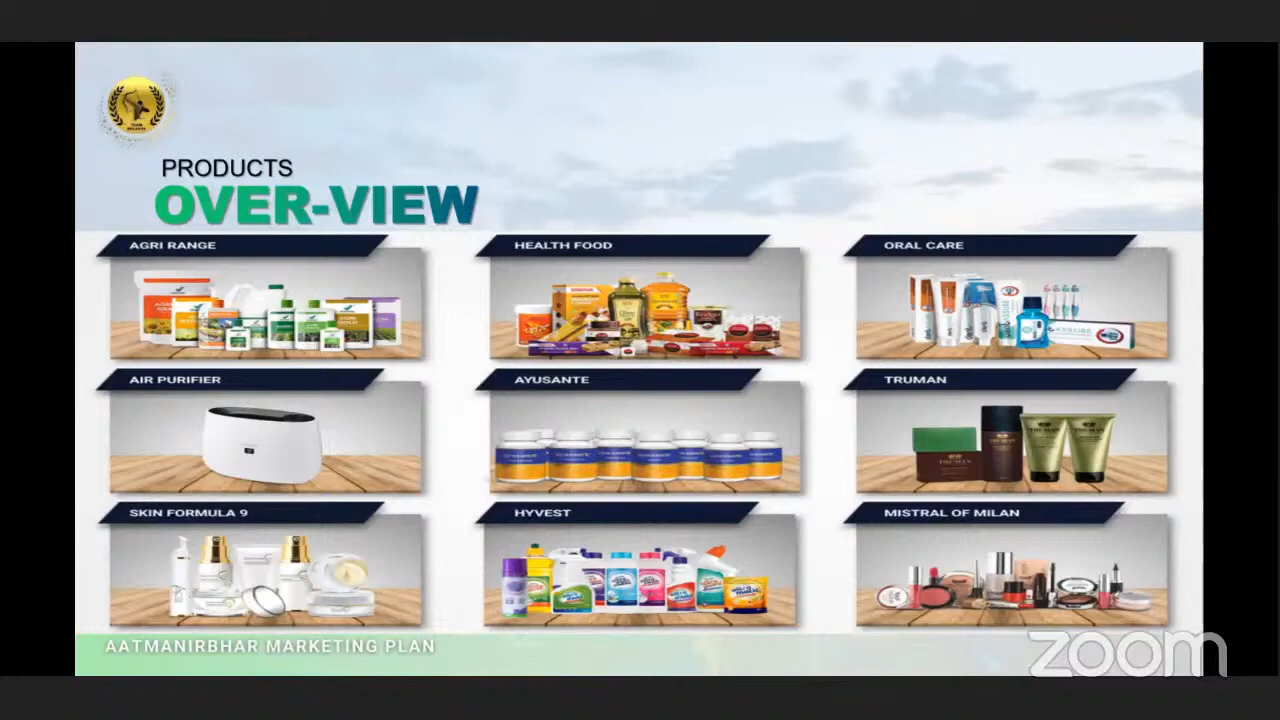 PRODUCTS
OVER-VIEW
AGRI RANGE
HEALTH FOOD
ORAL CARE
AIR PURIFIER
AYUSANTE
TRUMAN
SKIN FORMULA 9
HYVEST
MISTRAL OF MILAN
AATMANIRBHAR MARKETING PLAN
zoom